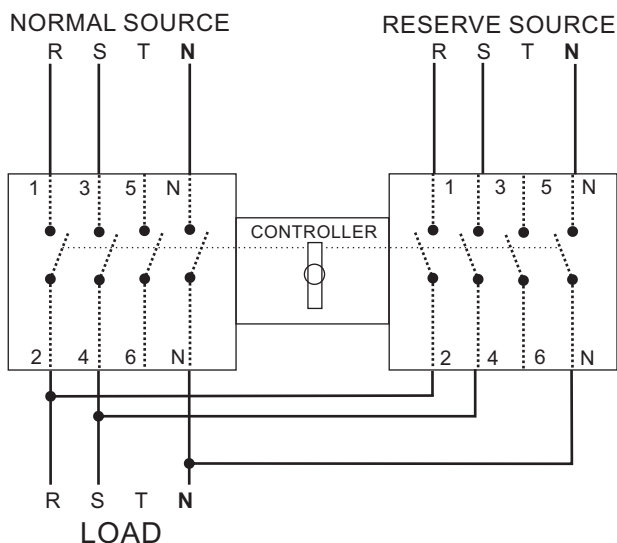 NORMAL SOURCE
RESERVE SOURCE
R S T N
R S T N
1 3 5 N
1 3 5 N
CONTROLLER
2 4 6 N
2 4 6 N
R S T N
LOAD